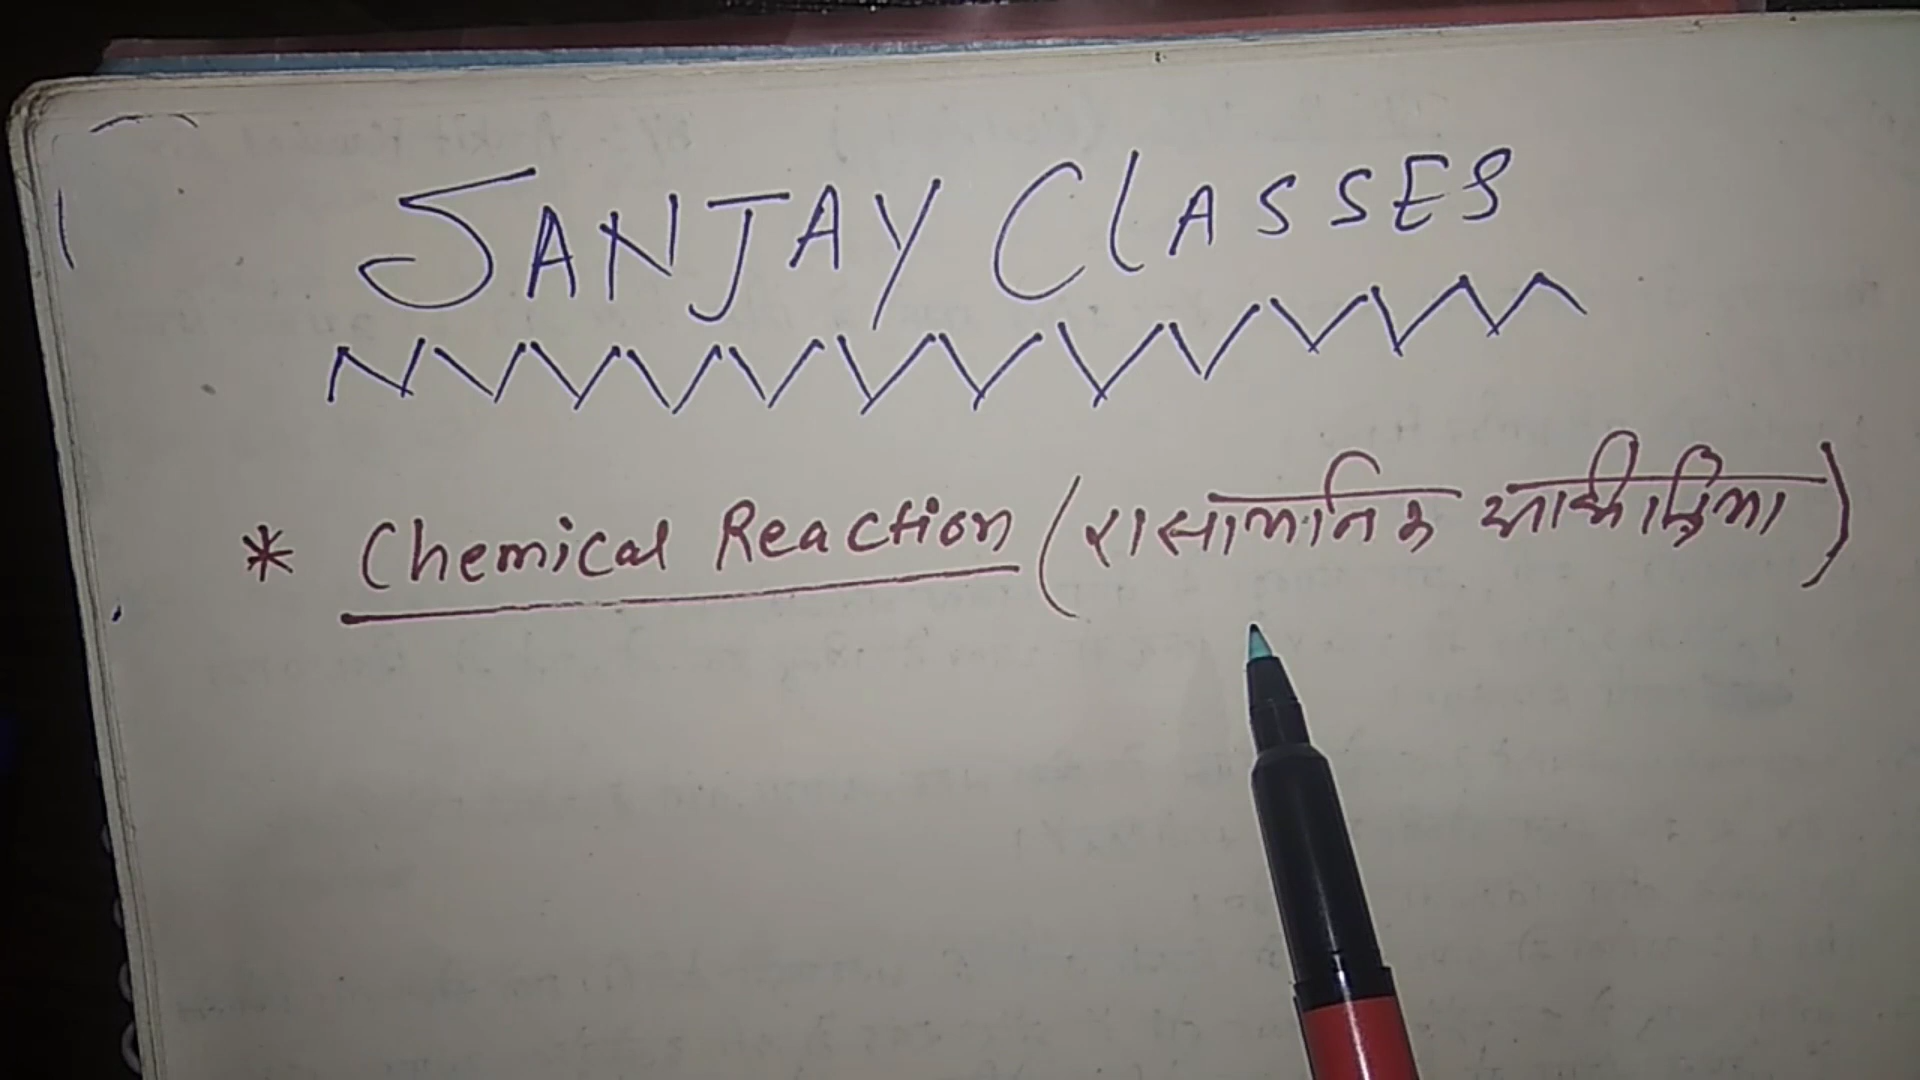 SANJAY CLASSES
* Chemical Reaction (रासायनिक अभिक्रिया)